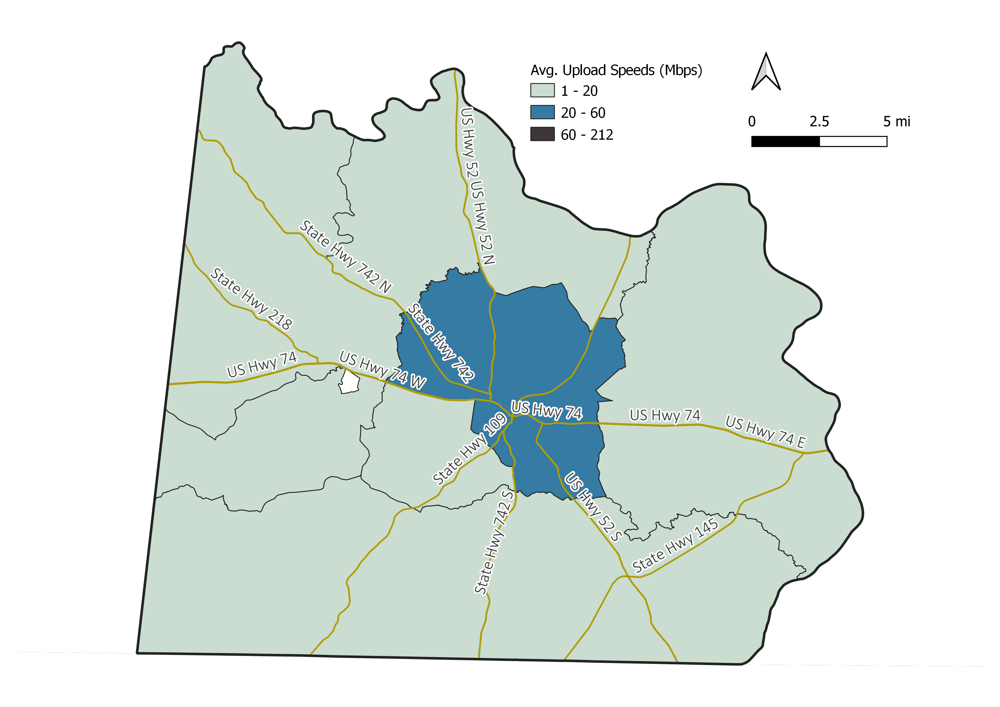 Avg. Upload Speeds (Mbps)
1 - 20
20 - 60
60 - 212
0 2.5 5 mi
US Hwy 52 US Hwy 52 N
State Hwy 742 N
State Hwy 218
State Hwy 742
US Hwy 74
US Hwy 74 W
US Hwy 74
US Hwy 74
US Hwy 74 E
State Hwy 109
US Hwy 52 S
State Hwy 742 S
State Hwy 145